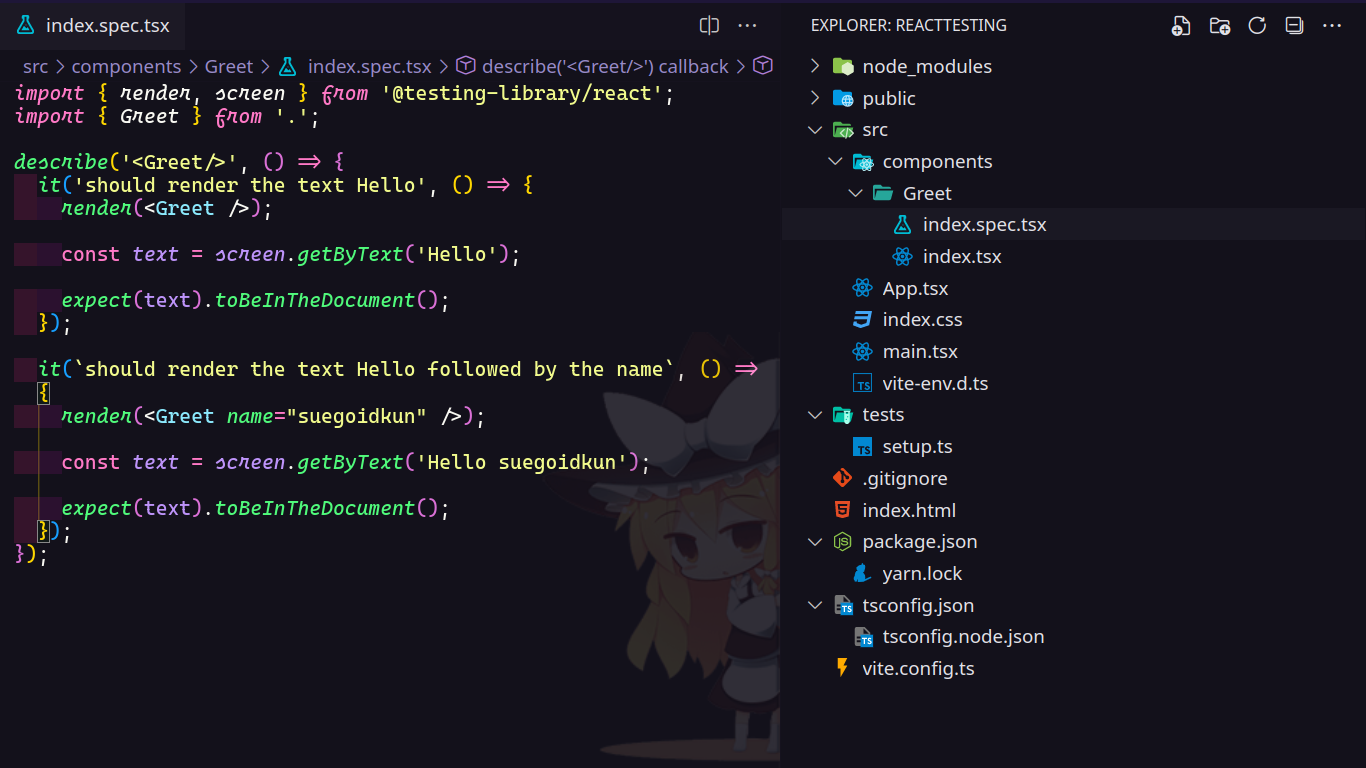 index.spec.tsx
src > components > Greet > index.spec.tsx > describe('<Greet/>') callback >
import { render, screen } from '@testing-library/react';
import { Greet } from '.';
describe('<Greet/>', () => {
it('should render the text Hello', () => {
render(<Greet />);
const text = screen.getByText('Hello');
expect(text).toBeInTheDocument();
});
it(`should render the text Hello followed by the name`, () =>
{
render(<Greet name="suegoidkun" />);
const text = screen.getByText('Hello suegoidkun');
expect(text).toBeInTheDocument();
});
});
EXPLORER: REACTTESTING
node_modules
public
src
components
Greet
index.spec.tsx
index.tsx
App.tsx
index.css
main.tsx
TS vite-env.d.ts
tests
TS setup.ts
.gitignore
index.html
JS package.json
yarn.lock
TS tsconfig.json
TS tsconfig.node.json
vite.config.ts